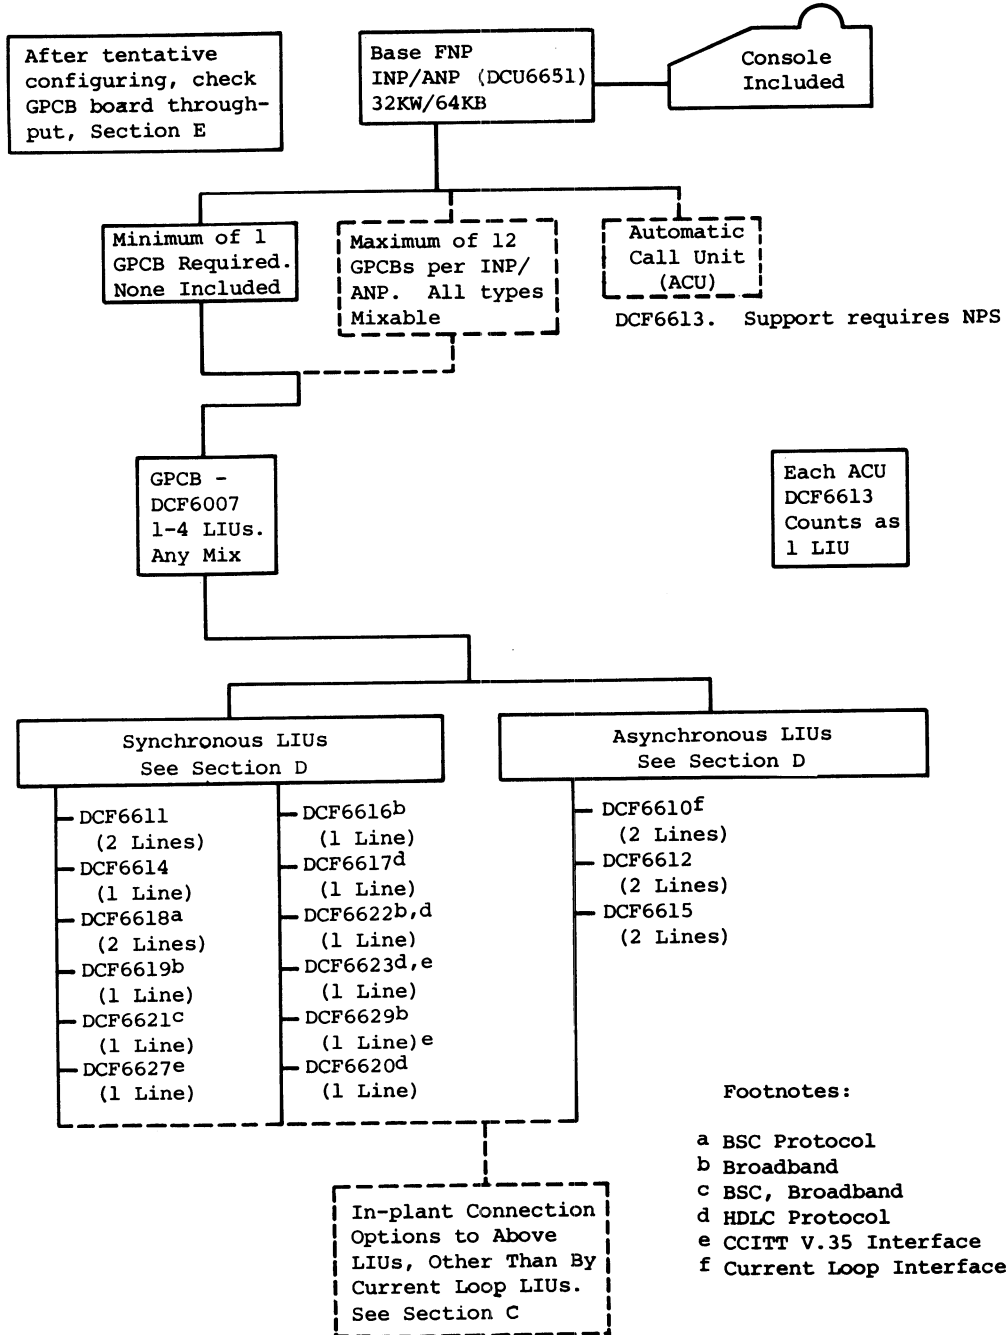 After tentative
configuring, check
GPCB board through-
put, Section E
Base FNP
INP/ANP (DCU6651)
32KW/64KB
Console
Included
Minimum of 1
GPCB Required.
None Included
Maximum of 12
GPCBs per INP/
ANP. All types
Mixable
Automatic
Call Unit
(ACU)
DCF6613. Support requires NPS
GPCB -
DCF6007
1-4 LIUs.
Any Mix
Each ACU
DCF6613
Counts as
1 LIU
Synchronous LIUs
See Section D
DCF6611
(2 Lines)
DCF6614
(1 Line)
DCF6618a
(2 Lines)
DCF6619b
(1 Line)
DCF6621c
(1 Line)
DCF6627e
(1 Line)
DCF6616b
(1 Line)
DCF6617d
(1 Line)
DCF6622b,d
(1 Line)
DCF6623d,e
(1 Line)
DCF6629b
(1 Line)e
DCF6620d
(1 Line)
Asynchronous LIUs
See Section D
DCF6610f
(2 Lines)
DCF6612
(2 Lines)
DCF6615
(2 Lines)
In-plant Connection
Options to Above
LIUs, Other Than By
Current Loop LIUs.
See Section C
Footnotes:
a BSC Protocol
b Broadband
c BSC, Broadband
d HDLC Protocol
e CCITT V.35 Interface
f Current Loop Interface